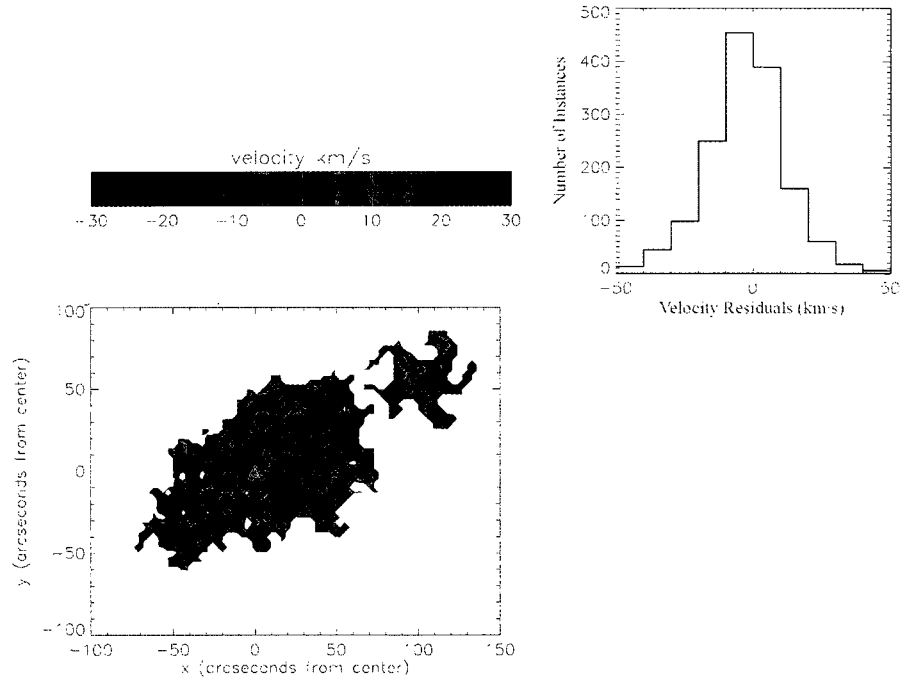 velocity km/s
-30 -20 -10 0 10 20 30
Number of Instances
500
400
300
200
100
0
-50 0 50
Velocity Residuals (km/s)
y (arcseconds from center)
100
50
0
-50
-100
-100 -50 0 50 100 150
x (arcseconds from center)